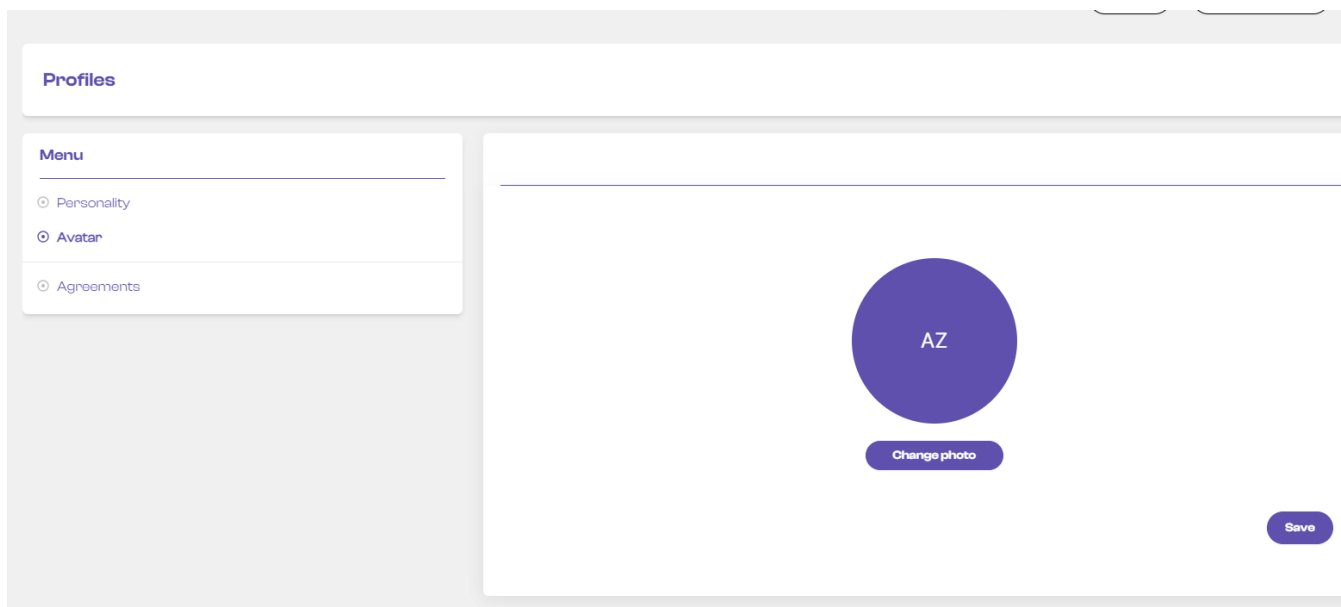 Profiles
Menu
Personality
Avatar
Agreements
AZ
Change photo
Save